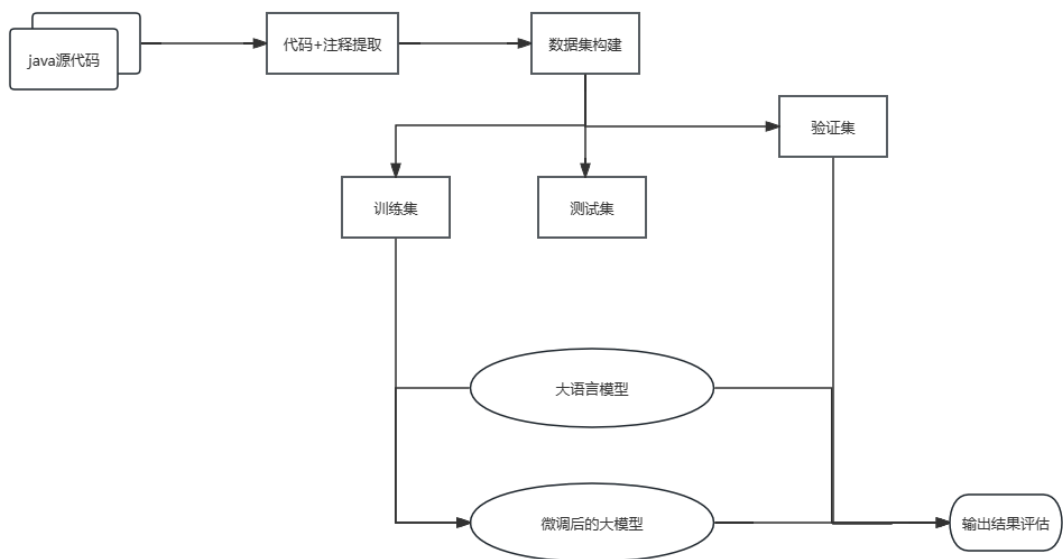 java源代码
代码+注释提取
数据集构建
验证集
训练集
测试集
大语言模型
微调后的大模型
输出结果评估